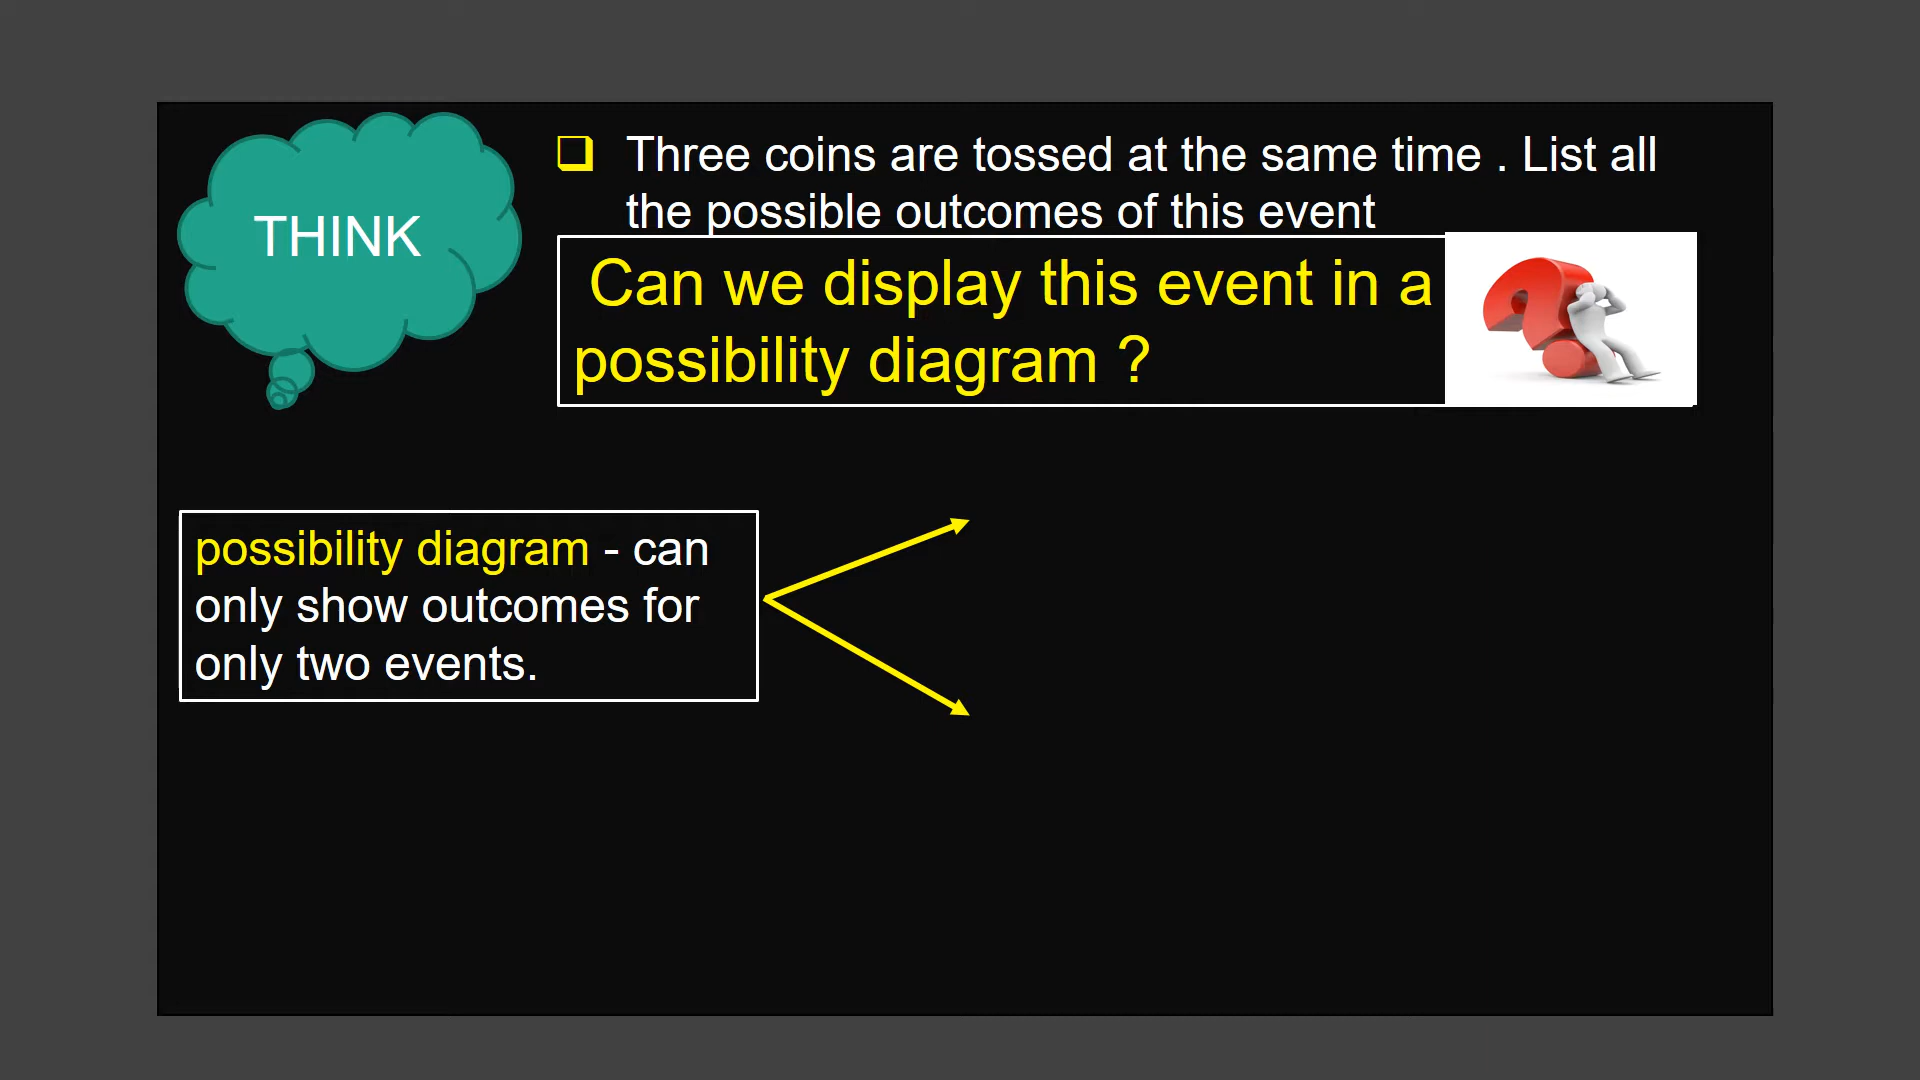 THINK
Three coins are tossed at the same time . List all
the possible outcomes of this event
Can we display this event in a
possibility diagram ?
possibility diagram - can
only show outcomes for
only two events.